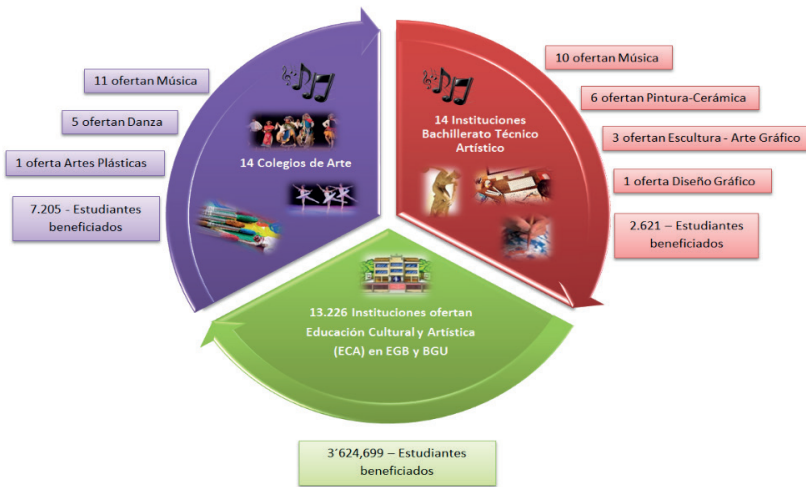 11 ofertan Música
5 ofertan Danza
1 oferta Artes Plásticas
7.205 - Estudiantes
beneficiados
14 Colegios de Arte
14 Instituciones
Bachillerato Técnico
Artístico
10 ofertan Música
6 ofertan Pintura-Cerámica
3 ofertan Escultura - Arte Gráfico
1 oferta Diseño Gráfico
2.621 – Estudiantes
beneficiados
13.226 Instituciones ofertan
Educación Cultural y Artística
(ECA) en EGB y BGU
3´624,699 – Estudiantes
beneficiados